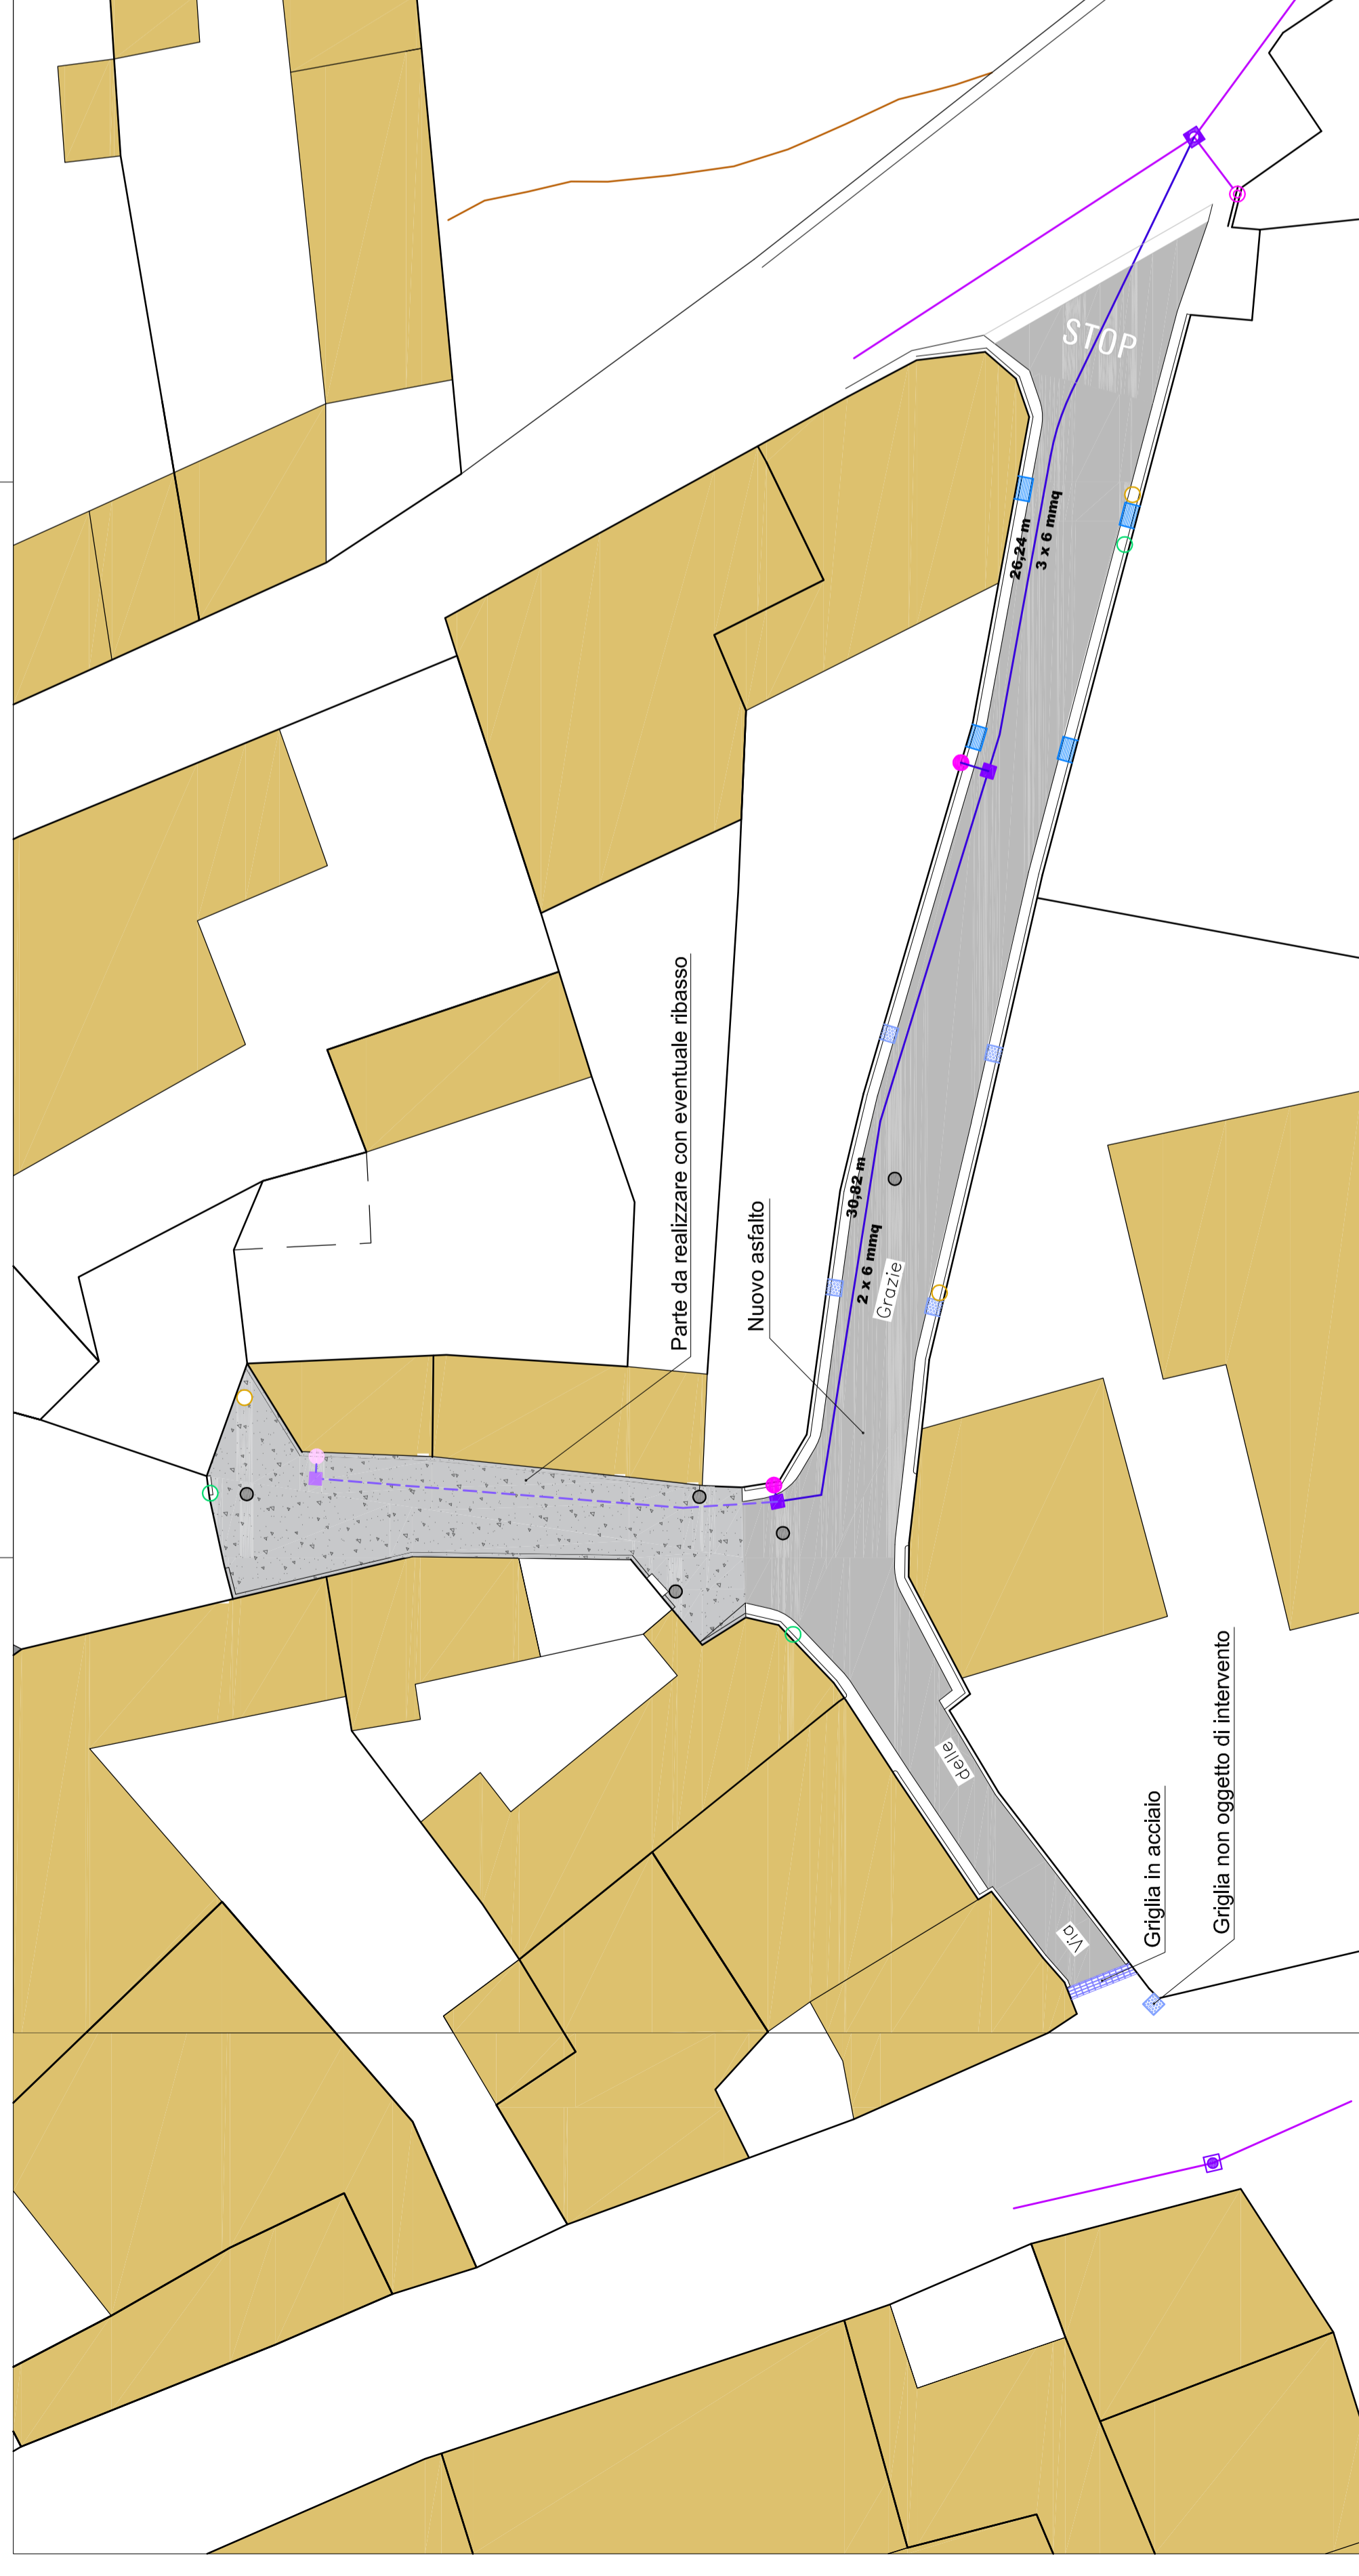 STOP
26,24 m
3 x 6 mmq
Parte da realizzare con eventuale ribasso
Nuovo asfalto
30,82 m
2 x 6 mmq
Grazie
delle
Via
Griglia in acciaio
Griglia non oggetto di intervento